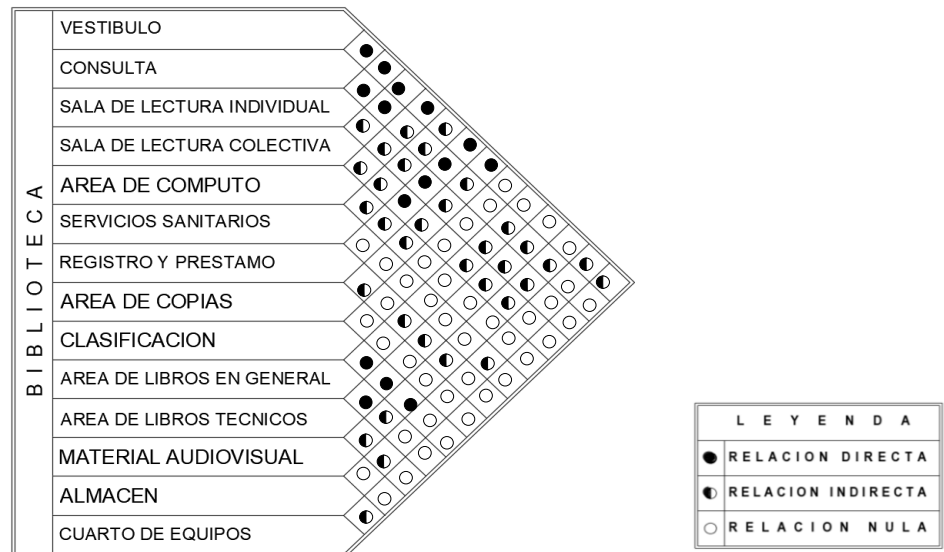 BIBLIOTECA
VESTIBULO
CONSULTA
SALA DE LECTURA INDIVIDUAL
SALA DE LECTURA COLECTIVA
AREA DE COMPUTO
SERVICIOS SANITARIOS
REGISTRO Y PRESTAMO
AREA DE COPIAS
CLASIFICACION
AREA DE LIBROS EN GENERAL
AREA DE LIBROS TECNICOS
MATERIAL AUDIOVISUAL
ALMACEN
CUARTO DE EQUIPOS
LEYENDA
RELACION DIRECTA
RELACION INDIRECTA
RELACION NULA